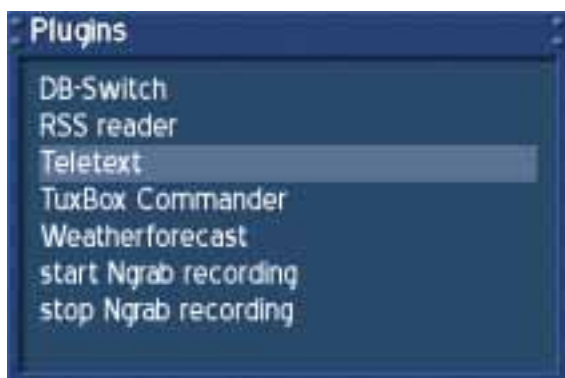 Plugins
DB-Switch
RSS reader
Teletext
TuxBox Commander
Weatherforecast
start Ngrab recording
stop Ngrab recording